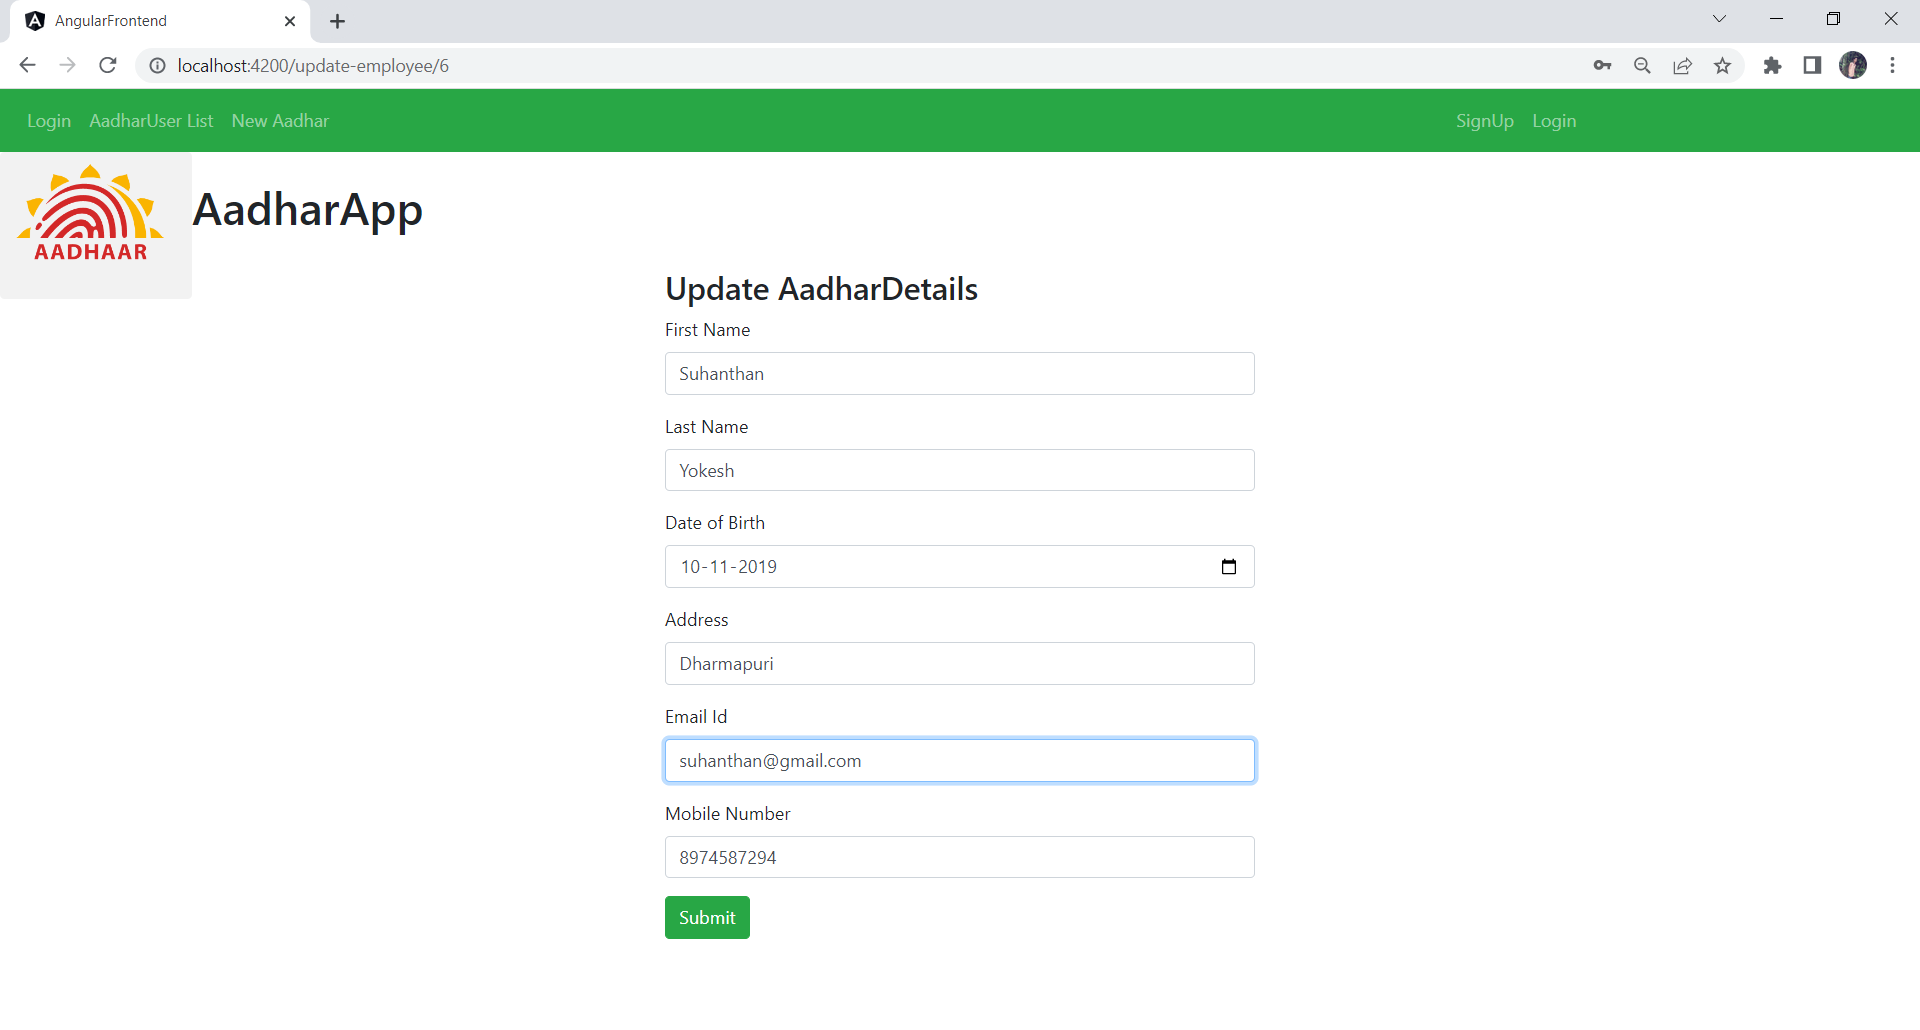 AngularFrontend
localhost:4200/update-employee/6
Login AadharUser List New Aadhar SignUp Login
AADHAAR
AadharApp
Update AadharDetails
First Name
Suhanthan
Last Name
Yokesh
Date of Birth
10-11-2019
Address
Dharmapuri
Email Id
suhanthan@gmail.com
Mobile Number
8974587294
Submit